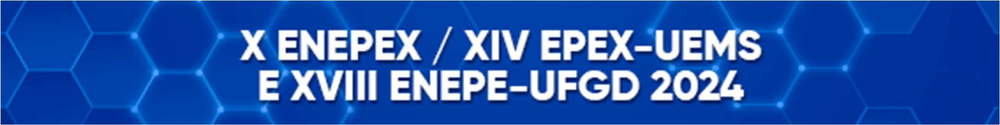 X ENEPEX / XIV EPEX-UEMS
E XVIII ENEPE-UFGD 2024